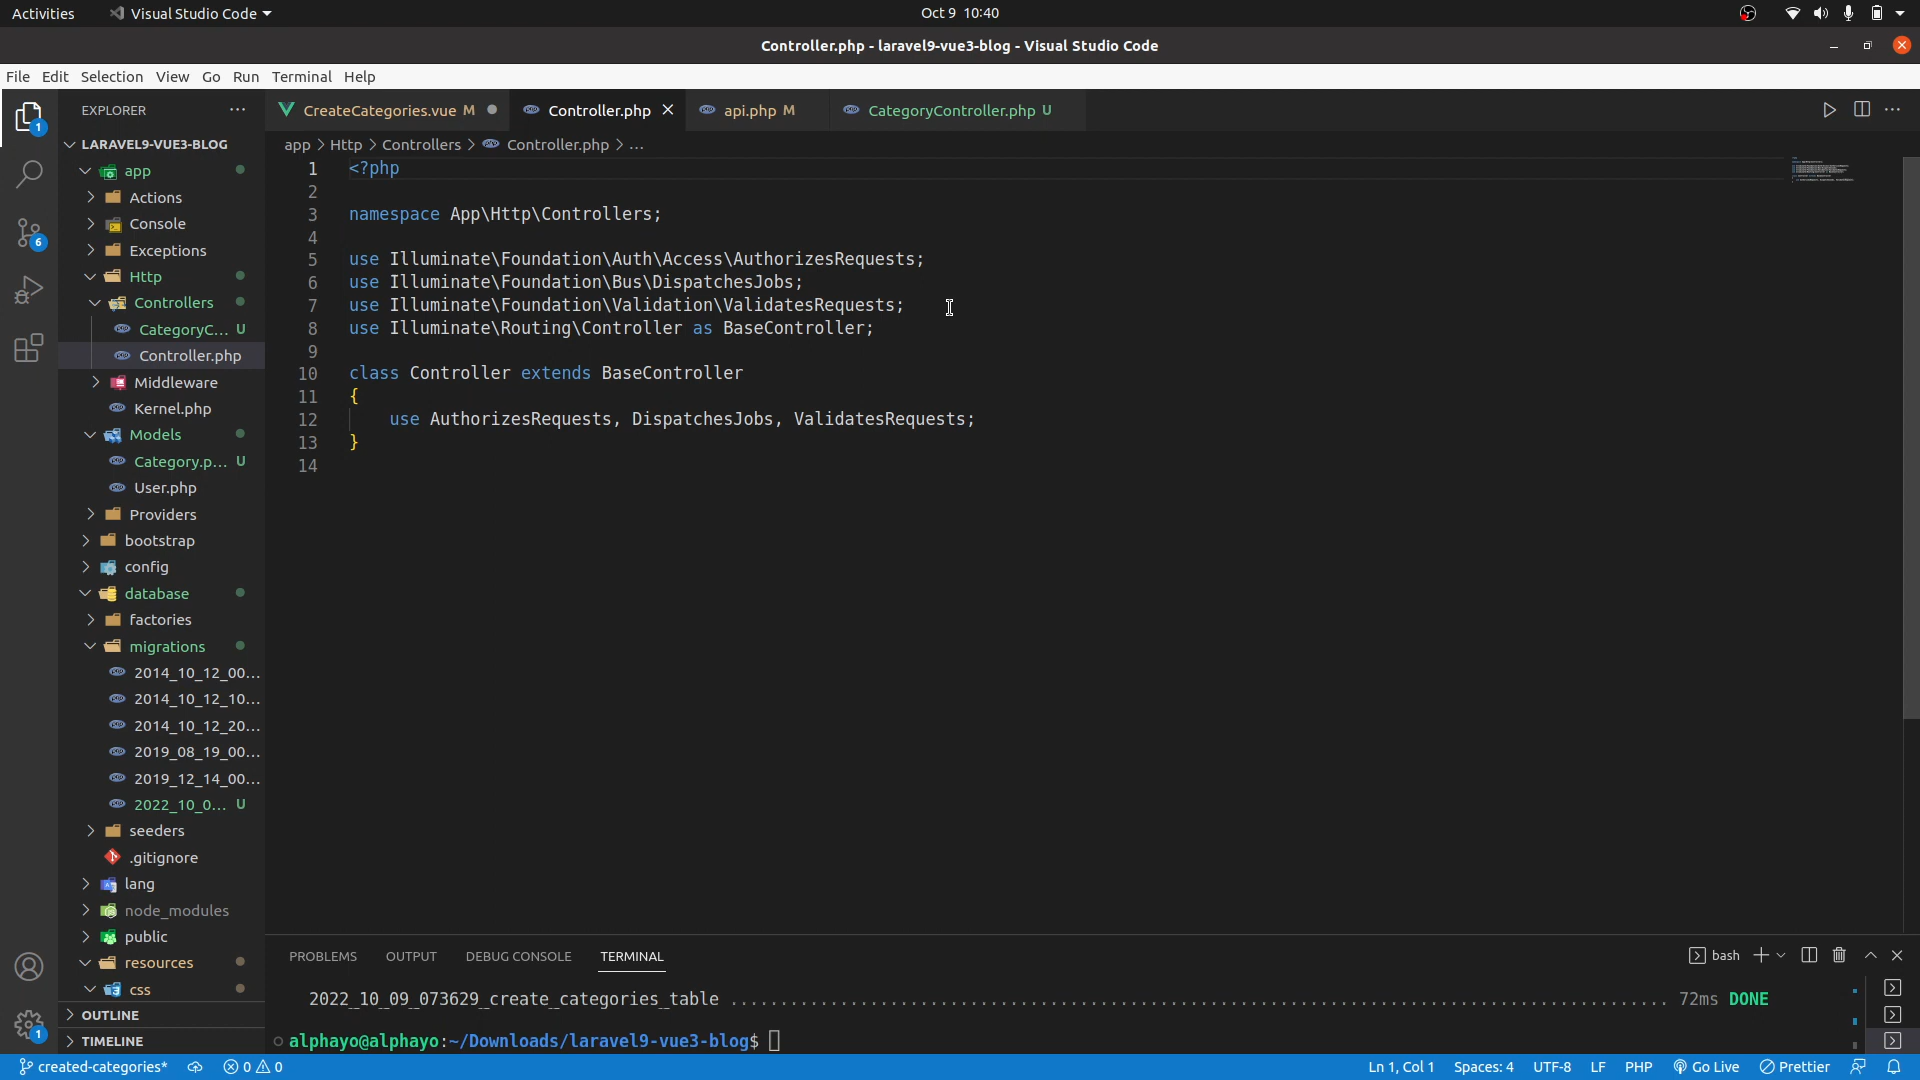 Activities
Visual Studio Code
Oct 9 10:40
Controller.php - laravel9-vue3-blog - Visual Studio Code
File Edit Selection View Go Run Terminal Help
EXPLORER
CreateCategories.vue M
Controller.php
api.php M
CategoryController.php U
LARAVEL9-VUE3-BLOG
app > Http > Controllers > Controller.php > ...
app
Actions
Console
Exceptions
Http
Controllers
CategoryC... U
Controller.php
Middleware
Kernel.php
Models
Category.p... U
User.php
Providers
bootstrap
config
database
factories
migrations
2014_10_12_00...
2014_10_12_10...
2014_10_12_20...
2019_08_19_00...
2019_12_14_00...
2022_10_0... U
seeders
.gitignore
lang
node_modules
public
resources
css
OUTLINE
TIMELINE
1 <?php
2
3 namespace App\Http\Controllers;
4
5 use Illuminate\Foundation\Auth\Access\AuthorizesRequests;
6 use Illuminate\Foundation\Bus\DispatchesJobs;
7 use Illuminate\Foundation\Validation\ValidatesRequests;
8 use Illuminate\Routing\Controller as BaseController;
9
10 class Controller extends BaseController
11 {
12 use AuthorizesRequests, DispatchesJobs, ValidatesRequests;
13 }
14
PROBLEMS OUTPUT DEBUG CONSOLE TERMINAL
bash
2022_10_09_073629_create_categories_table ............................................................................................. 72ms DONE
alphayo@alphayo:~/Downloads/laravel9-vue3-blog$
1
6
1
created-categories* 0 0
Ln 1, Col 1 Spaces: 4 UTF-8 LF PHP Go Live Prettier